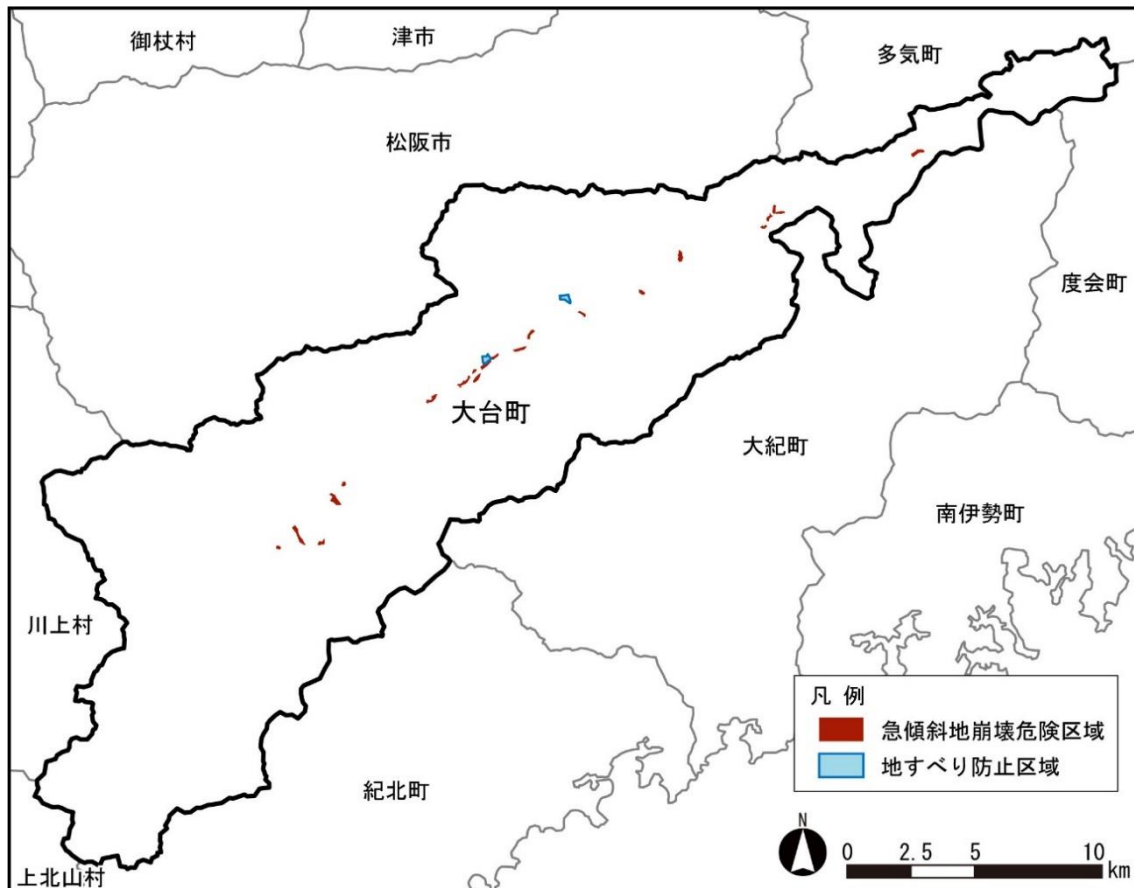 御杖村
津市
多気町
松阪市
度会町
大台町
大紀町
南伊勢町
川上村
紀北町
上北山村
凡 例
急傾斜地崩壊危険区域
地すべり防止区域
N
0 2.5 5 10
km